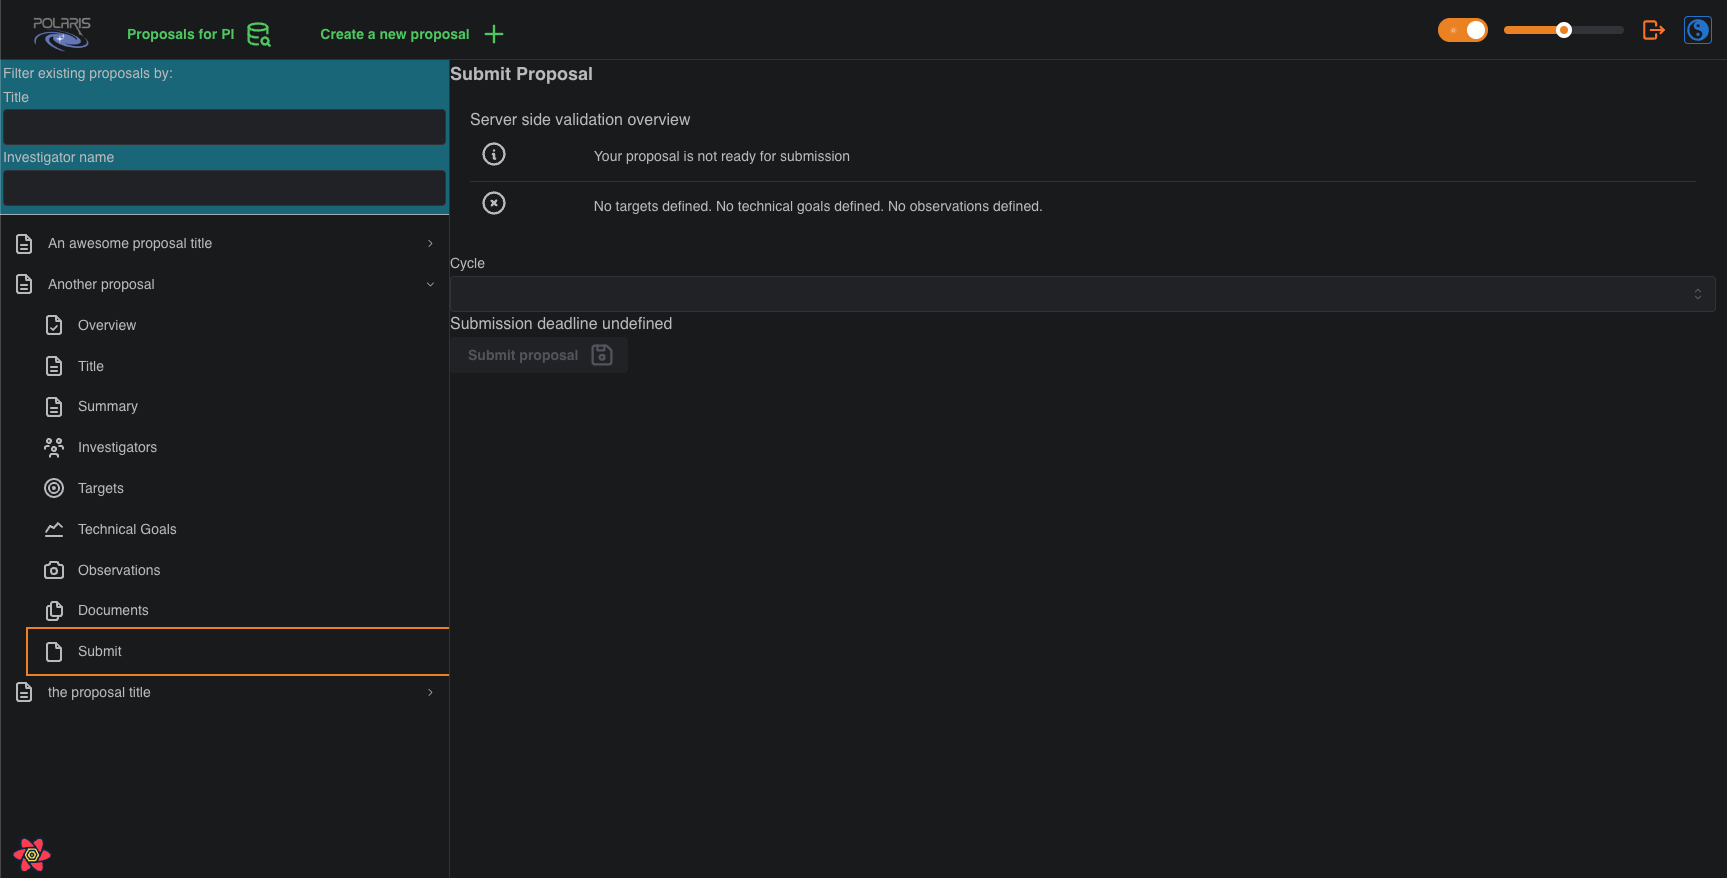 POLARIS
Proposals for PI
Create a new proposal
Filter existing proposals by:
Title
Investigator name
An awesome proposal title
Another proposal
Overview
Title
Summary
Investigators
Targets
Technical Goals
Observations
Documents
Submit
the proposal title
Submit Proposal
Server side validation overview
Your proposal is not ready for submission
No targets defined. No technical goals defined. No observations defined.
Cycle
Submission deadline undefined
Submit proposal